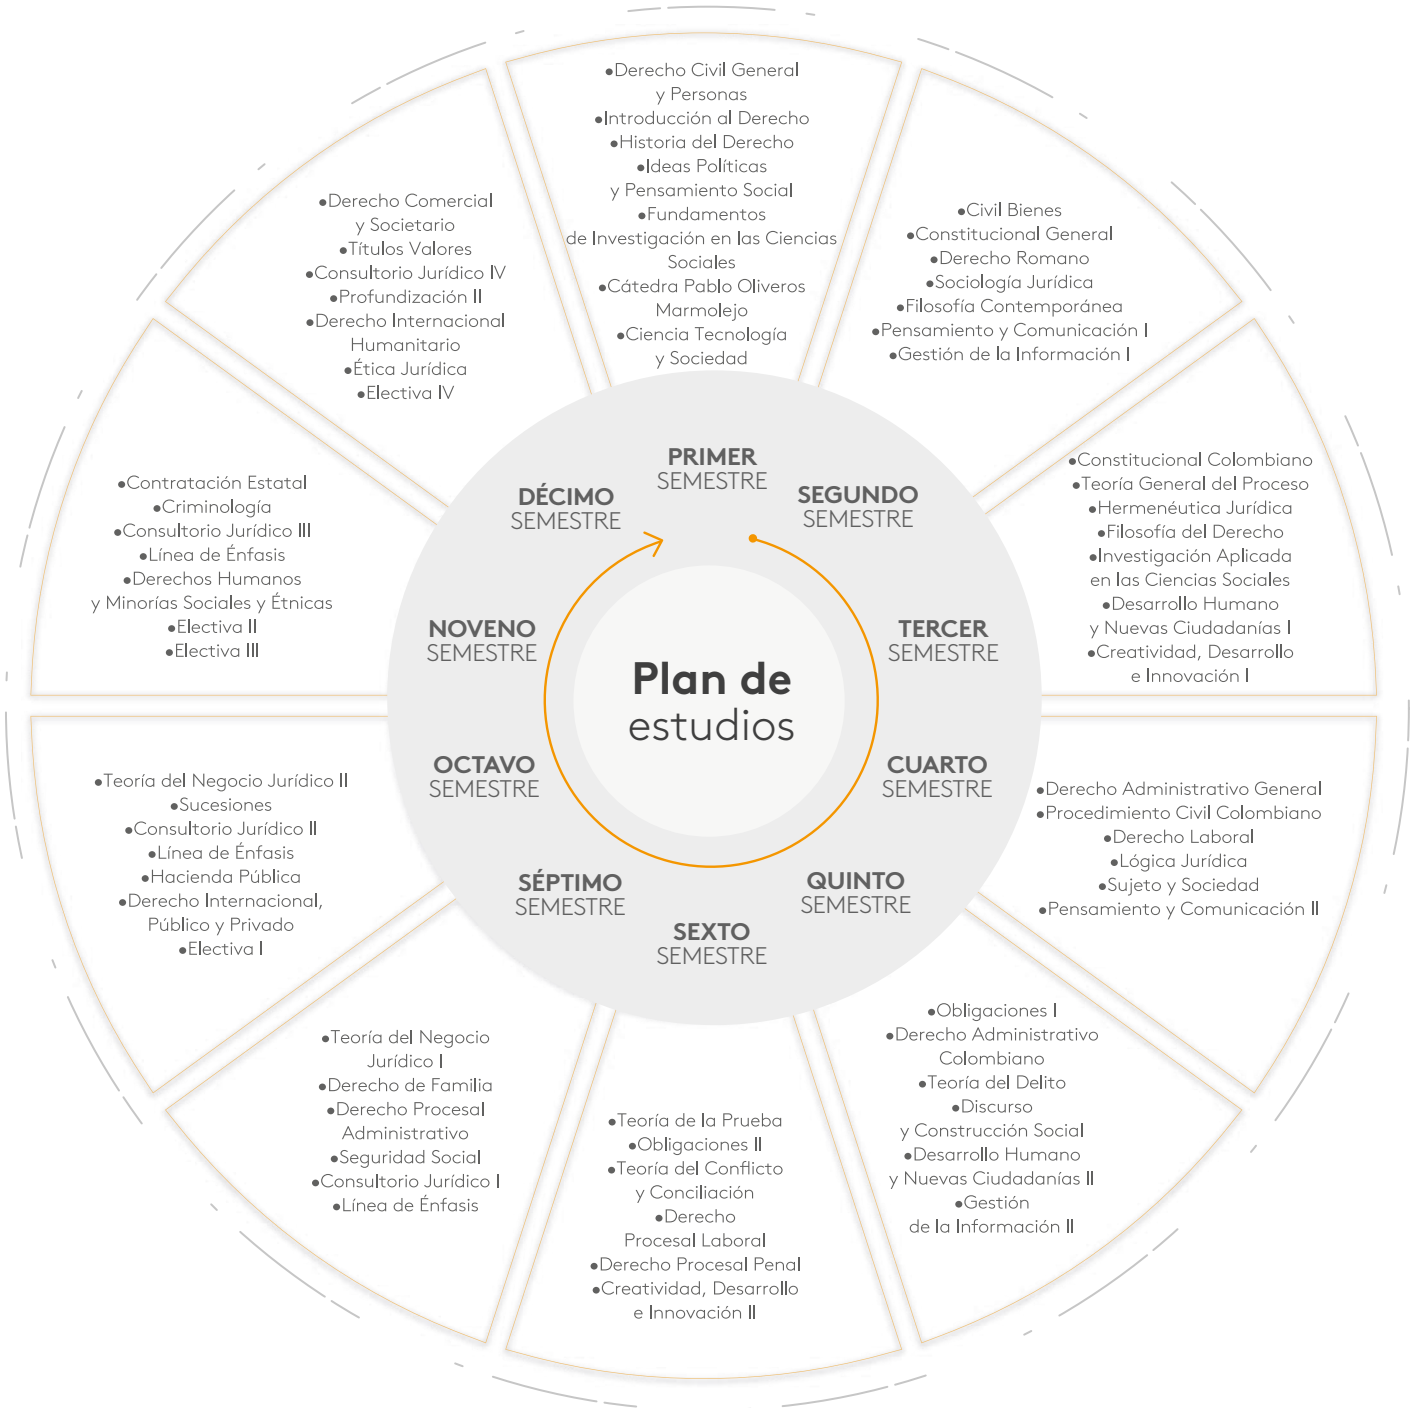 ●Derecho Civil General
y Personas
●Introducción al Derecho
●Historia del Derecho
●Ideas Políticas
y Pensamiento Social
●Fundamentos
de Investigación en las Ciencias
Sociales
●Cátedra Pablo Oliveros
Marmolejo
●Ciencia Tecnología
y Sociedad
●Civil Bienes
●Constitucional General
●Derecho Romano
●Sociología Jurídica
●Filosofía Contemporánea
●Pensamiento y Comunicación I
●Gestión de la Información I
●Constitucional Colombiano
●Teoría General del Proceso
●Hermenéutica Jurídica
●Filosofía del Derecho
●Investigación Aplicada
en las Ciencias Sociales
●Desarrollo Humano
y Nuevas Ciudadanías I
●Creatividad, Desarrollo
e Innovación I
●Derecho Administrativo General
●Procedimiento Civil Colombiano
●Derecho Laboral
●Lógica Jurídica
●Sujeto y Sociedad
●Pensamiento y Comunicación II
●Obligaciones I
●Derecho Administrativo
Colombiano
●Teoría del Delito
●Discurso
y Construcción Social
●Desarrollo Humano
y Nuevas Ciudadanías II
●Gestión
de la Información II
●Teoría de la Prueba
●Obligaciones II
●Teoría del Conflicto
y Conciliación
●Derecho
Procesal Laboral
●Derecho Procesal Penal
●Creatividad, Desarrollo
e Innovación II
●Teoría del Negocio
Jurídico I
●Derecho de Familia
●Derecho Procesal
Administrativo
●Seguridad Social
●Consultorio Jurídico I
●Línea de Énfasis
●Teoría del Negocio Jurídico II
●Sucesiones
●Consultorio Jurídico II
●Línea de Énfasis
●Hacienda Pública
●Derecho Internacional,
Público y Privado
●Electiva I
●Contratación Estatal
●Criminología
●Consultorio Jurídico III
●Línea de Énfasis
●Derechos Humanos
y Minorías Sociales y Étnicas
●Electiva II
●Electiva III
●Derecho Comercial
y Societario
●Títulos Valores
●Consultorio Jurídico IV
●Profundización II
●Derecho Internacional
Humanitario
●Ética Jurídica
●Electiva IV
PRIMER
SEMESTRE
SEGUNDO
SEMESTRE
TERCER
SEMESTRE
CUARTO
SEMESTRE
QUINTO
SEMESTRE
SEXTO
SEMESTRE
SÉPTIMO
SEMESTRE
OCTAVO
SEMESTRE
NOVENO
SEMESTRE
DÉCIMO
SEMESTRE
Plan de
estudios